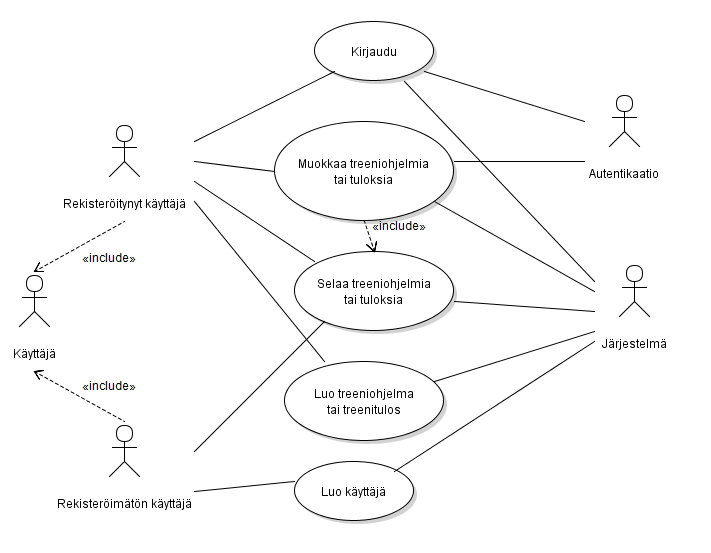 Kirjaudu
Autentikaatio
Muokkaa treeniohjelmia
tai tuloksia
Rekisteröitynyt käyttäjä
«include»
«include»
Selaa treeniohjelmia
tai tuloksia
Käyttäjä
Järjestelmä
«include»
Luo treeniohjelma
tai treenitulos
Luo käyttäjä
Rekisteröimätön käyttäjä